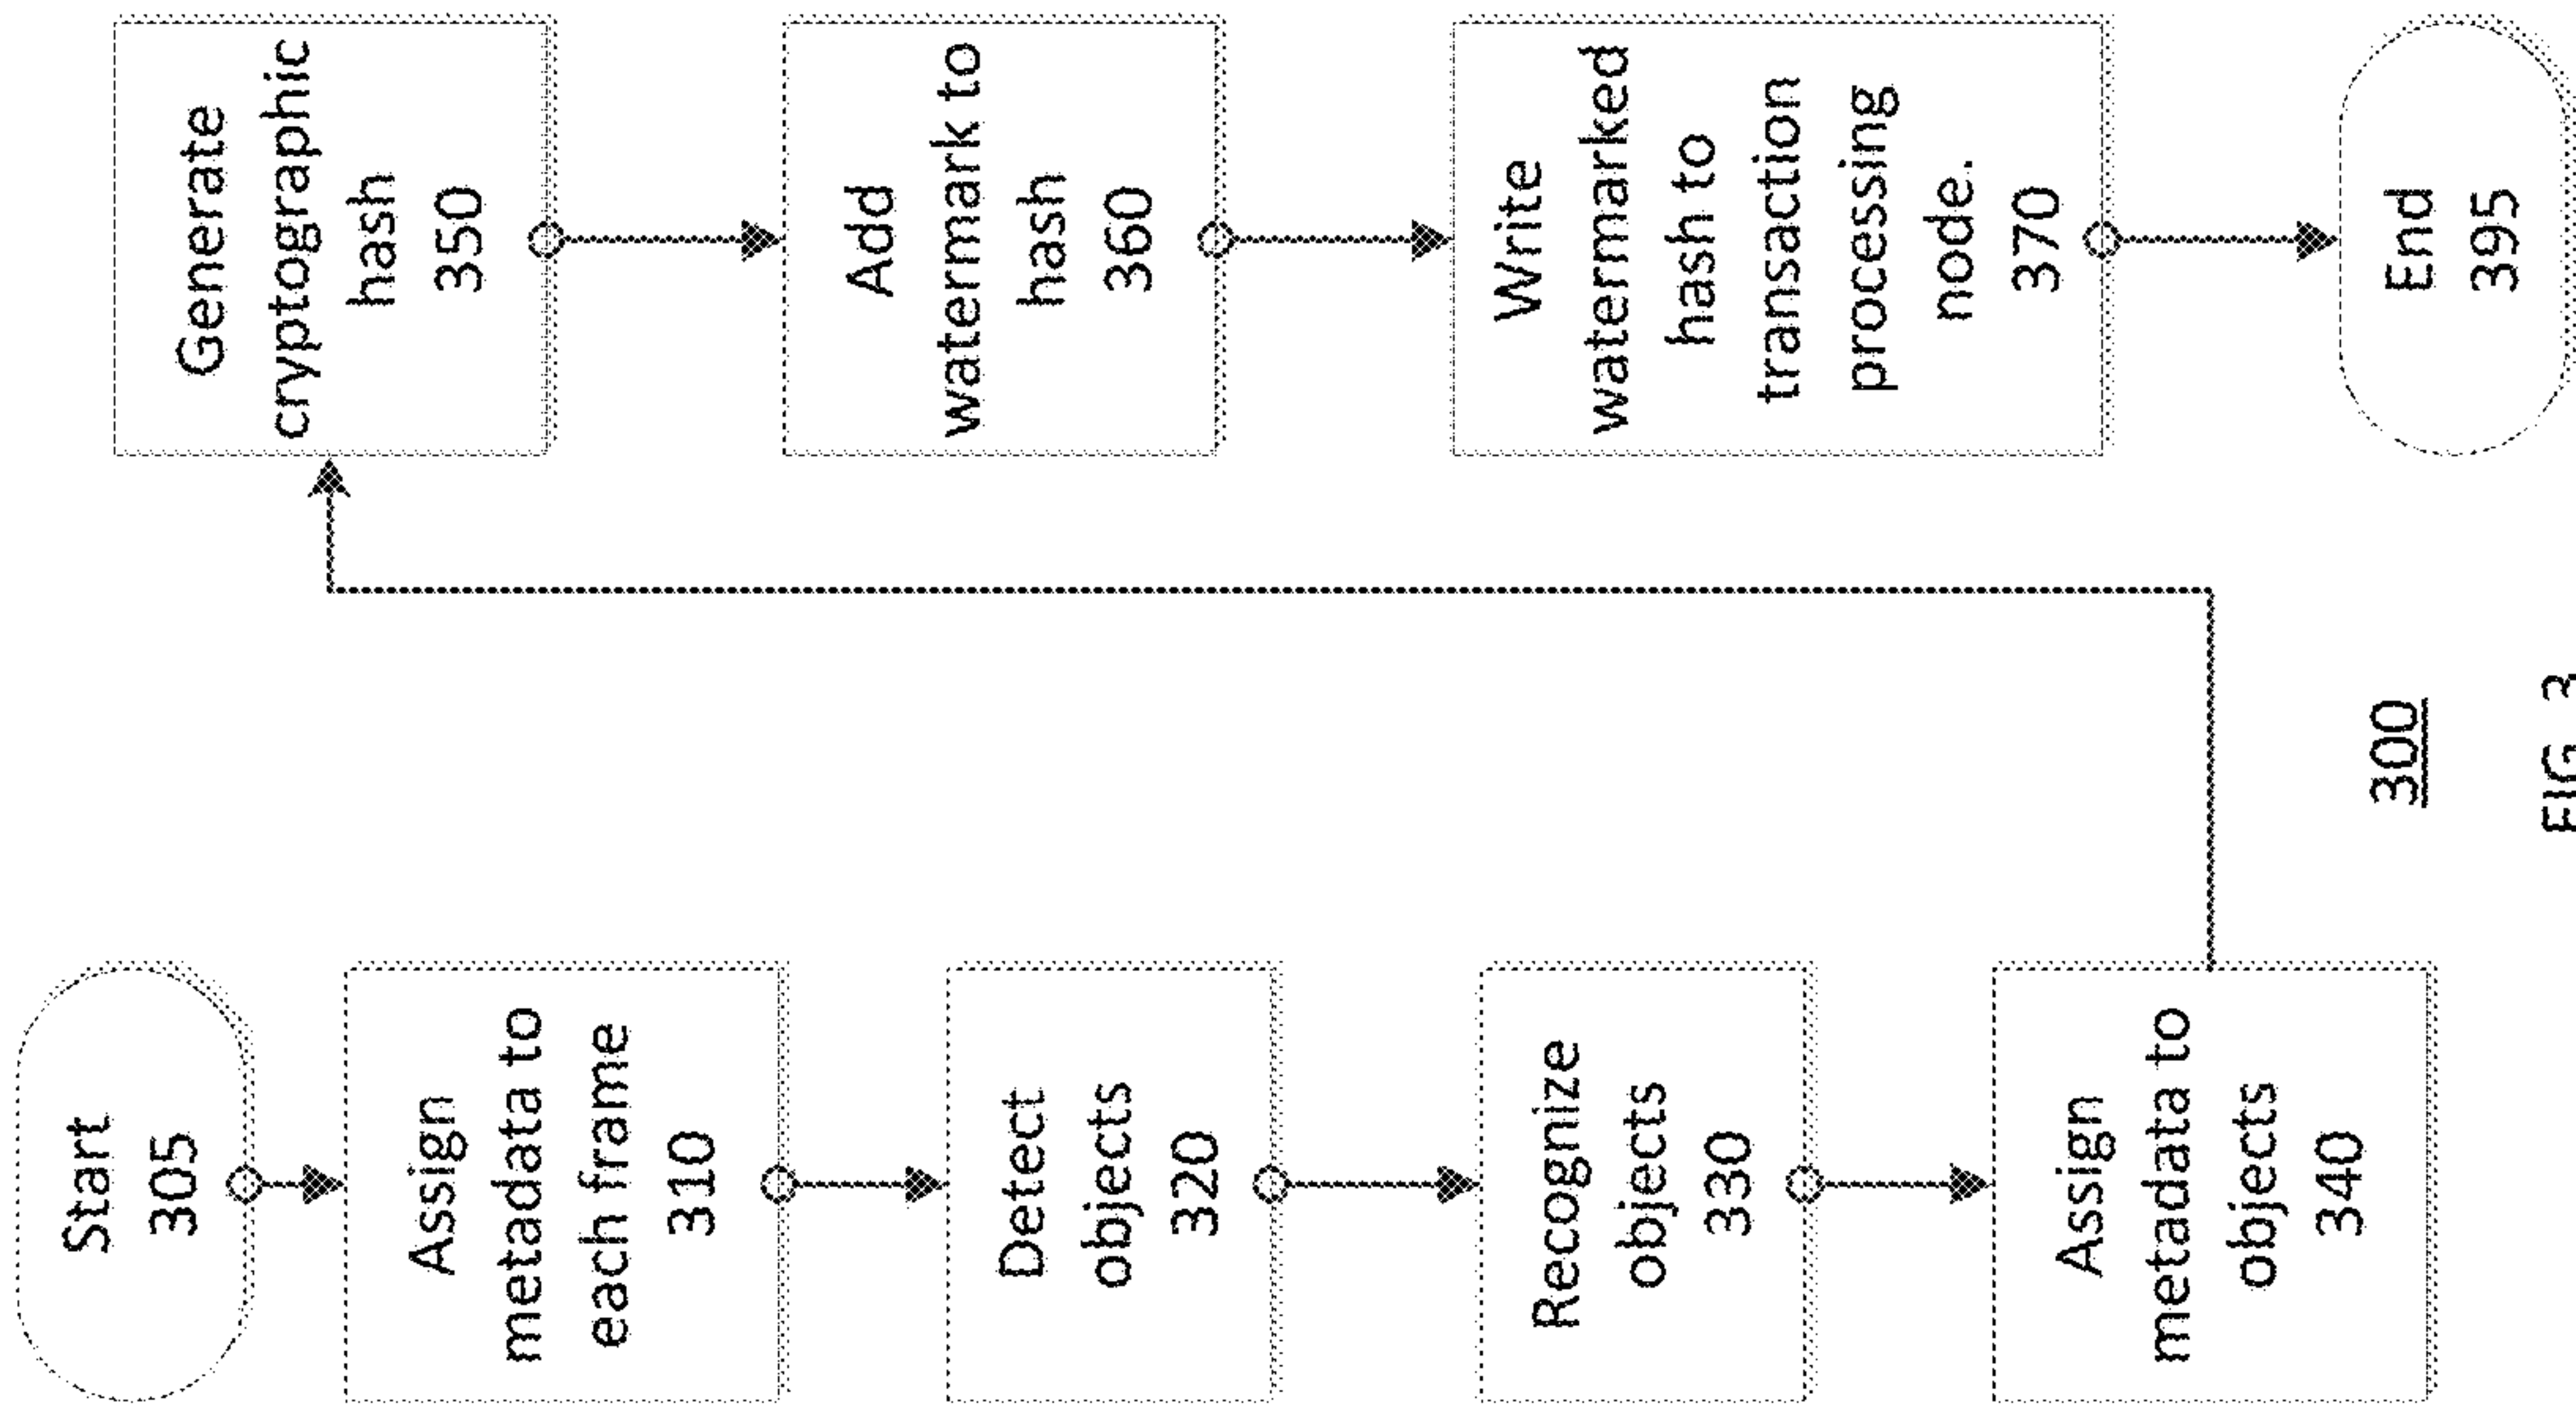 Start
305
Assign
metadata to
each frame
310
Detect
objects
320
Recognize
objects
330
Assign
metadata to
objects
340
Generate
cryptographic
hash
350
Add
watermark to
hash
360
Write
watermarked
hash to
transaction
processing
node.
370
End
395
300
FIG. 3